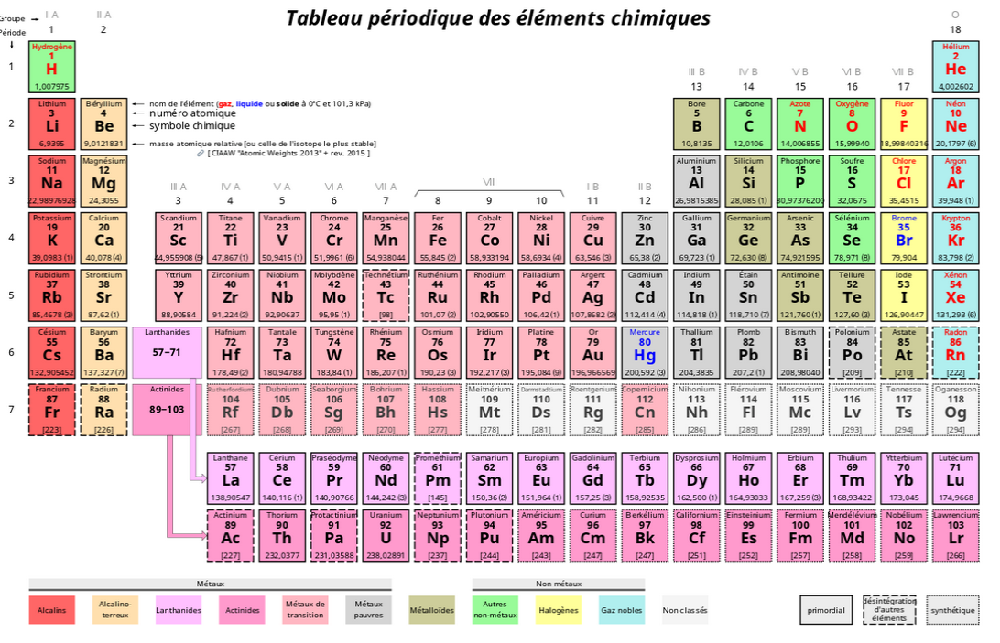 Tableau périodique des éléments chimiques
Groupe I A II A III A IV A V A VI A VII A VIII I B II B III B IV B V B VI B VII B O
1 2 3 4 5 6 7 8 9 10 11 12 13 14 15 16 17 18
Période
1
Hydrogène 1 H 1,007975
Hélium 2 He 4,002602
nom de l'élément (gaz, liquide ou solide à 0°C et 101,3 kPa)
numéro atomique
symbole chimique
masse atomique relative [ou celle de l'isotope le plus stable]
[ CIAAW "Atomic Weights 2013" + rev. 2015 ]
2
Lithium 3 Li 6,9395
Béryllium 4 Be 9,0121831
Bore 5 B 10,8135
Carbone 6 C 12,0106
Azote 7 N 14,006855
Oxygène 8 O 15,99940
Fluor 9 F 18,99840316
Néon 10 Ne 20,1797 (6)
3
Sodium 11 Na 22,98976928
Magnésium 12 Mg 24,3055
Aluminium 13 Al 26,9815385
Silicium 14 Si 28,085 (1)
Phosphore 15 P 30,97376200
Soufre 16 S 32,0675
Chlore 17 Cl 35,4515
Argon 18 Ar 39,948 (1)
4
Potassium 19 K 39,0983 (1)
Calcium 20 Ca 40,078 (4)
Scandium 21 Sc 44,955908 (5)
Titane 22 Ti 47,867 (1)
Vanadium 23 V 50,9415 (1)
Chrome 24 Cr 51,9961 (6)
Manganèse 25 Mn 54,938044
Fer 26 Fe 55,845 (2)
Cobalt 27 Co 58,933194
Nickel 28 Ni 58,6934 (4)
Cuivre 29 Cu 63,546 (3)
Zinc 30 Zn 65,38 (2)
Gallium 31 Ga 69,723 (1)
Germanium 32 Ge 72,630 (8)
Arsenic 33 As 74,921595
Sélénium 34 Se 78,971 (8)
Brome 35 Br 79,904
Krypton 36 Kr 83,798 (2)
5
Rubidium 37 Rb 85,4678 (3)
Strontium 38 Sr 87,62 (1)
Yttrium 39 Y 88,90584
Zirconium 40 Zr 91,224 (2)
Niobium 41 Nb 92,90637
Molybdène 42 Mo 95,95 (1)
Technétium 43 Tc [98]
Ruthénium 44 Ru 101,07 (2)
Rhodium 45 Rh 102,90550
Palladium 46 Pd 106,42 (1)
Argent 47 Ag 107,8682 (2)
Cadmium 48 Cd 112,414 (4)
Indium 49 In 114,818 (1)
Étain 50 Sn 118,710 (7)
Antimoine 51 Sb 121,760 (1)
Tellure 52 Te 127,60 (3)
Iode 53 I 126,90447
Xénon 54 Xe 131,293 (6)
6
Césium 55 Cs 132,905452
Baryum 56 Ba 137,327 (7)
Lanthanides 57–71
Hafnium 72 Hf 178,49 (2)
Tantale 73 Ta 180,94788
Tungstène 74 W 183,84 (1)
Rhénium 75 Re 186,207 (1)
Osmium 76 Os 190,23 (3)
Iridium 77 Ir 192,217 (3)
Platine 78 Pt 195,084 (9)
Or 79 Au 196,966569
Mercure 80 Hg 200,592 (3)
Thallium 81 Tl 204,3835
Plomb 82 Pb 207,2 (1)
Bismuth 83 Bi 208,98040
Polonium 84 Po [209]
Astate 85 At [210]
Radon 86 Rn [222]
7
Francium 87 Fr [223]
Radium 88 Ra [226]
Actinides 89–103
Rutherfordium 104 Rf [267]
Dubnium 105 Db [268]
Seaborgium 106 Sg [269]
Bohrium 107 Bh [270]
Hassium 108 Hs [277]
Meitnérium 109 Mt [278]
Darmstadtium 110 Ds [281]
Roentgenium 111 Rg [282]
Copernicium 112 Cn [285]
Nihonium 113 Nh [286]
Flérovium 114 Fl [289]
Moscovium 115 Mc [289]
Livermorium 116 Lv [293]
Tennesse 117 Ts [294]
Oganesson 118 Og [294]
Lanthane 57 La 138,90547
Cérium 58 Ce 140,116 (1)
Praséodyme 59 Pr 140,90766
Néodyme 60 Nd 144,242 (3)
Prométhium 61 Pm [145]
Samarium 62 Sm 150,36 (2)
Europium 63 Eu 151,964 (1)
Gadolinium 64 Gd 157,25 (3)
Terbium 65 Tb 158,92535
Dysprosium 66 Dy 162,500 (1)
Holmium 67 Ho 164,93033
Erbium 68 Er 167,259 (3)
Thulium 69 Tm 168,93422
Ytterbium 70 Yb 173,045
Lutécium 71 Lu 174,9668
Actinium 89 Ac [227]
Thorium 90 Th 232,0377
Protactinium 91 Pa 231,03588
Uranium 92 U 238,02891
Neptunium 93 Np [237]
Plutonium 94 Pu [244]
Américium 95 Am [243]
Curium 96 Cm [247]
Berkélium 97 Bk [247]
Californium 98 Cf [251]
Einsteinium 99 Es [252]
Fermium 100 Fm [257]
Mendélévium 101 Md [258]
Nobélium 102 No [259]
Lawrencium 103 Lr [266]
Métaux
Non métaux
Alcalins
Alcalino-terreux
Lanthanides
Actinides
Métaux de transition
Métaux pauvres
Métalloïdes
Autres non-métaux
Halogènes
Gaz nobles
Non classés
primordial
désintégration d'autres éléments
synthétique